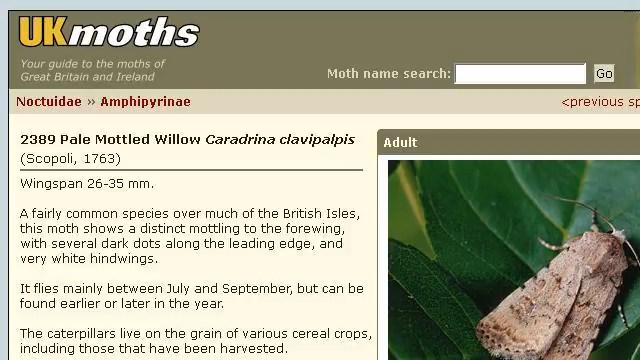 UKmoths
Your guide to the moths of
Great Britain and Ireland
Moth name search: Go
Noctuidae » Amphipyrinae
<previous sp
2389 Pale Mottled Willow Caradrina clavipalpis
(Scopoli, 1763)
Adult
Wingspan 26-35 mm.
A fairly common species over much of the British Isles,
this moth shows a distinct mottling to the forewing,
with several dark dots along the leading edge, and
very white hindwings.
It flies mainly between July and September, but can be
found earlier or later in the year.
The caterpillars live on the grain of various cereal crops,
including those that have been harvested.